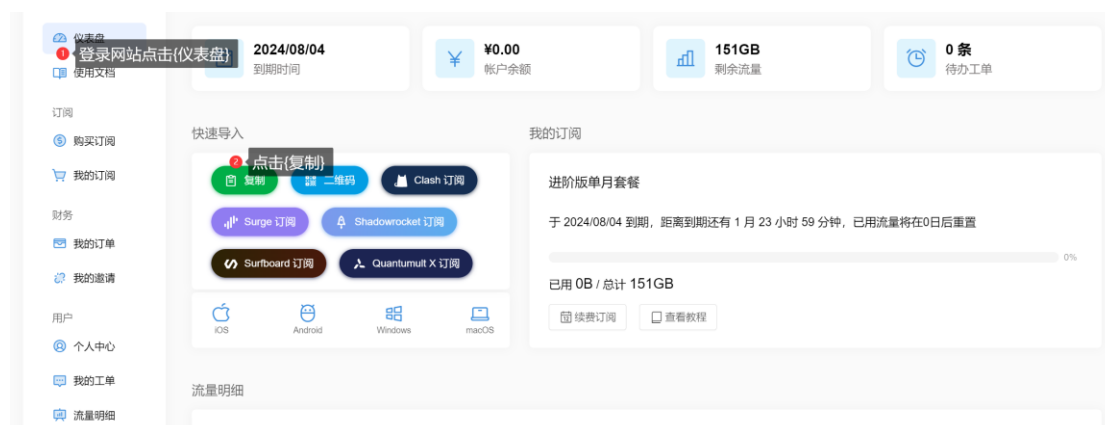 仪表盘
1 登录网站点击{仪表盘}
使用文档
2024/08/04
到期时间
¥0.00
帐户余额
151GB
剩余流量
0 条
待办工单
订阅
购买订阅
我的订阅
财务
我的订单
我的邀请
用户
个人中心
我的工单
流量明细
快速导入
2 点击{复制}
复制 二维码 Clash 订阅
Surge 订阅 Shadowrocket 订阅
Surfboard 订阅 Quantumult X 订阅
iOS Android Windows macOS
我的订阅
进阶版单月套餐
于 2024/08/04 到期，距离到期还有 1 月 23 小时 59 分钟，已用流量将在0日后重置
0%
已用 0B / 总计 151GB
续费订阅 查看教程
流量明细